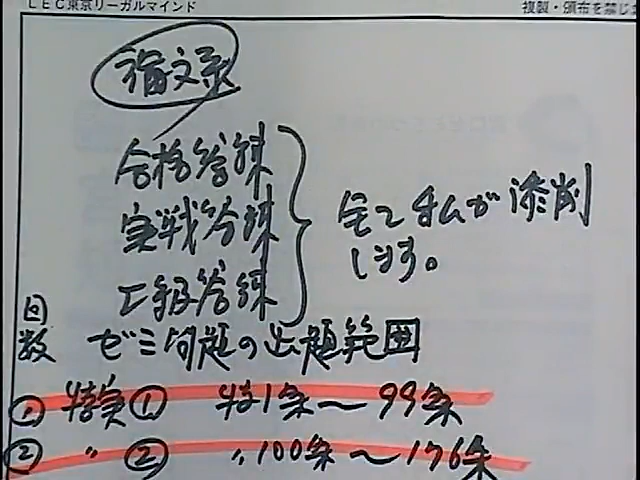 LEC東京リーガルマインド 複製・頒布を禁じま
論文系
合格答練
実戦答練
上級答練
全て私が添削
します。
回数 ゼミ問題の出題範囲
① 特実① 特1条〜99条
② 〃 ② 〃100条〜176条